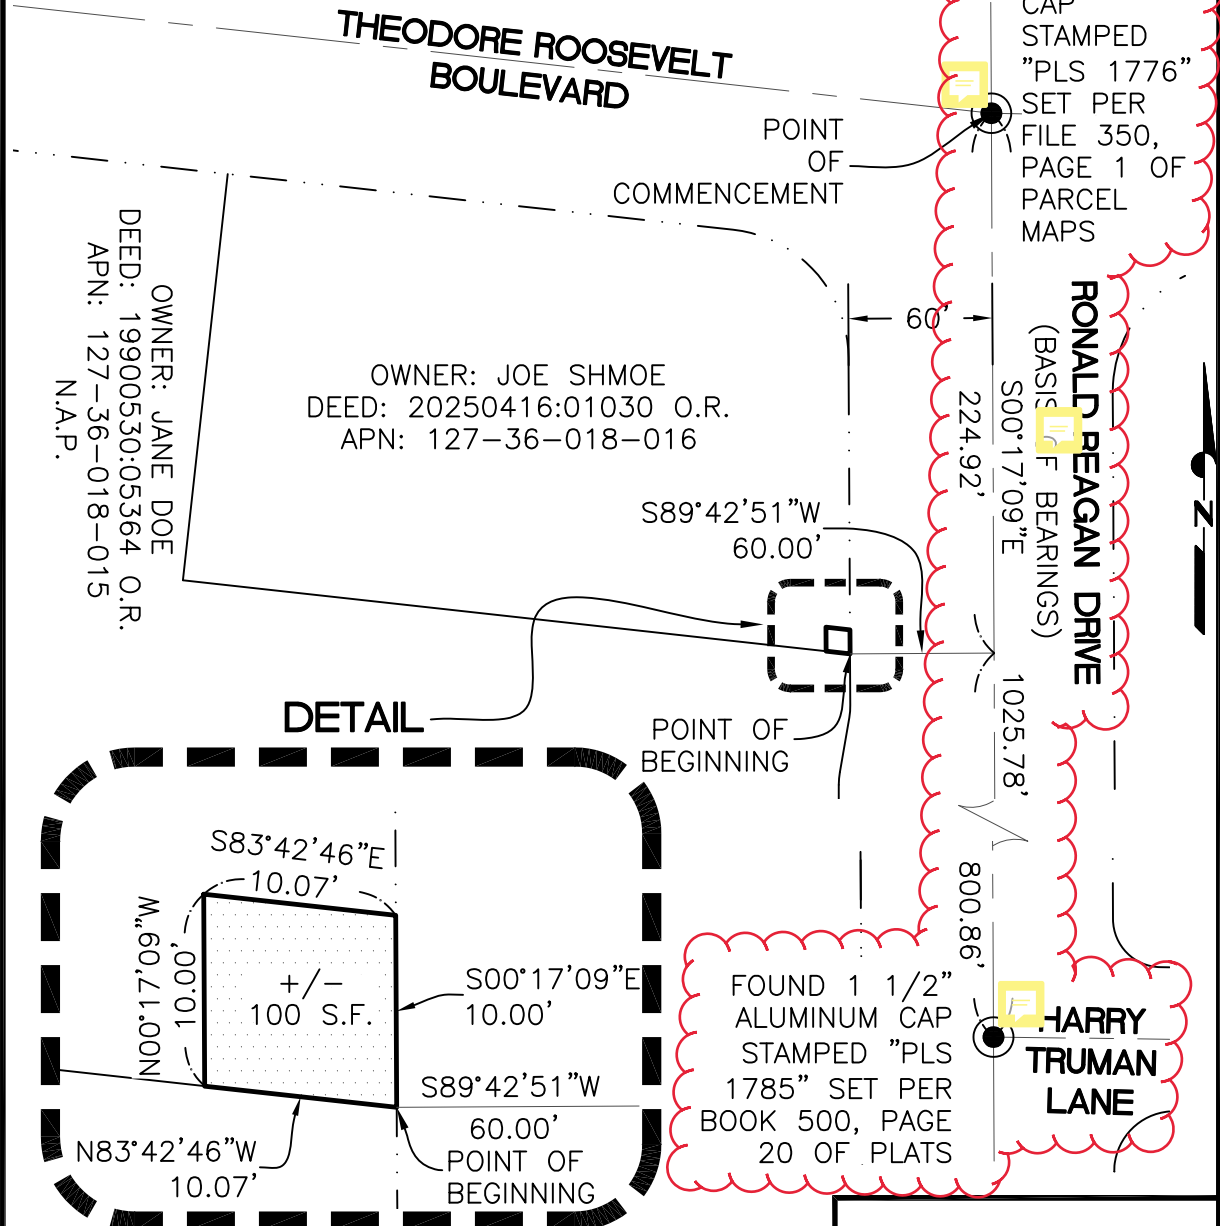 THEODORE ROOSEVELT
BOULEVARD
CAP
STAMPED
"PLS 1776"
SET PER
FILE 350,
PAGE 1 OF
PARCEL
MAPS
POINT
OF
COMMENCEMENT
60'
RONALD REAGAN DRIVE
(BASIS OF BEARINGS)
S00°17'09"E
1025.78'
224.92'
800.86'
OWNER: JANE DOE
DEED: 19900530:05364 O.R.
APN: 127-36-018-015
N.A.P.
OWNER: JOE SHMOE
DEED: 20250416:01030 O.R.
APN: 127-36-018-016
S89°42'51"W
60.00'
N
DETAIL
POINT OF
BEGINNING
S83°42'46"E
10.07'
N00°17'09"W
10.00'
+/-
100 S.F.
S00°17'09"E
10.00'
S89°42'51"W
60.00'
N83°42'46"W
10.07'
POINT OF
BEGINNING
FOUND 1 1/2"
ALUMINUM CAP
STAMPED "PLS
1785" SET PER
BOOK 500, PAGE
20 OF PLATS
HARRY
TRUMAN
LANE